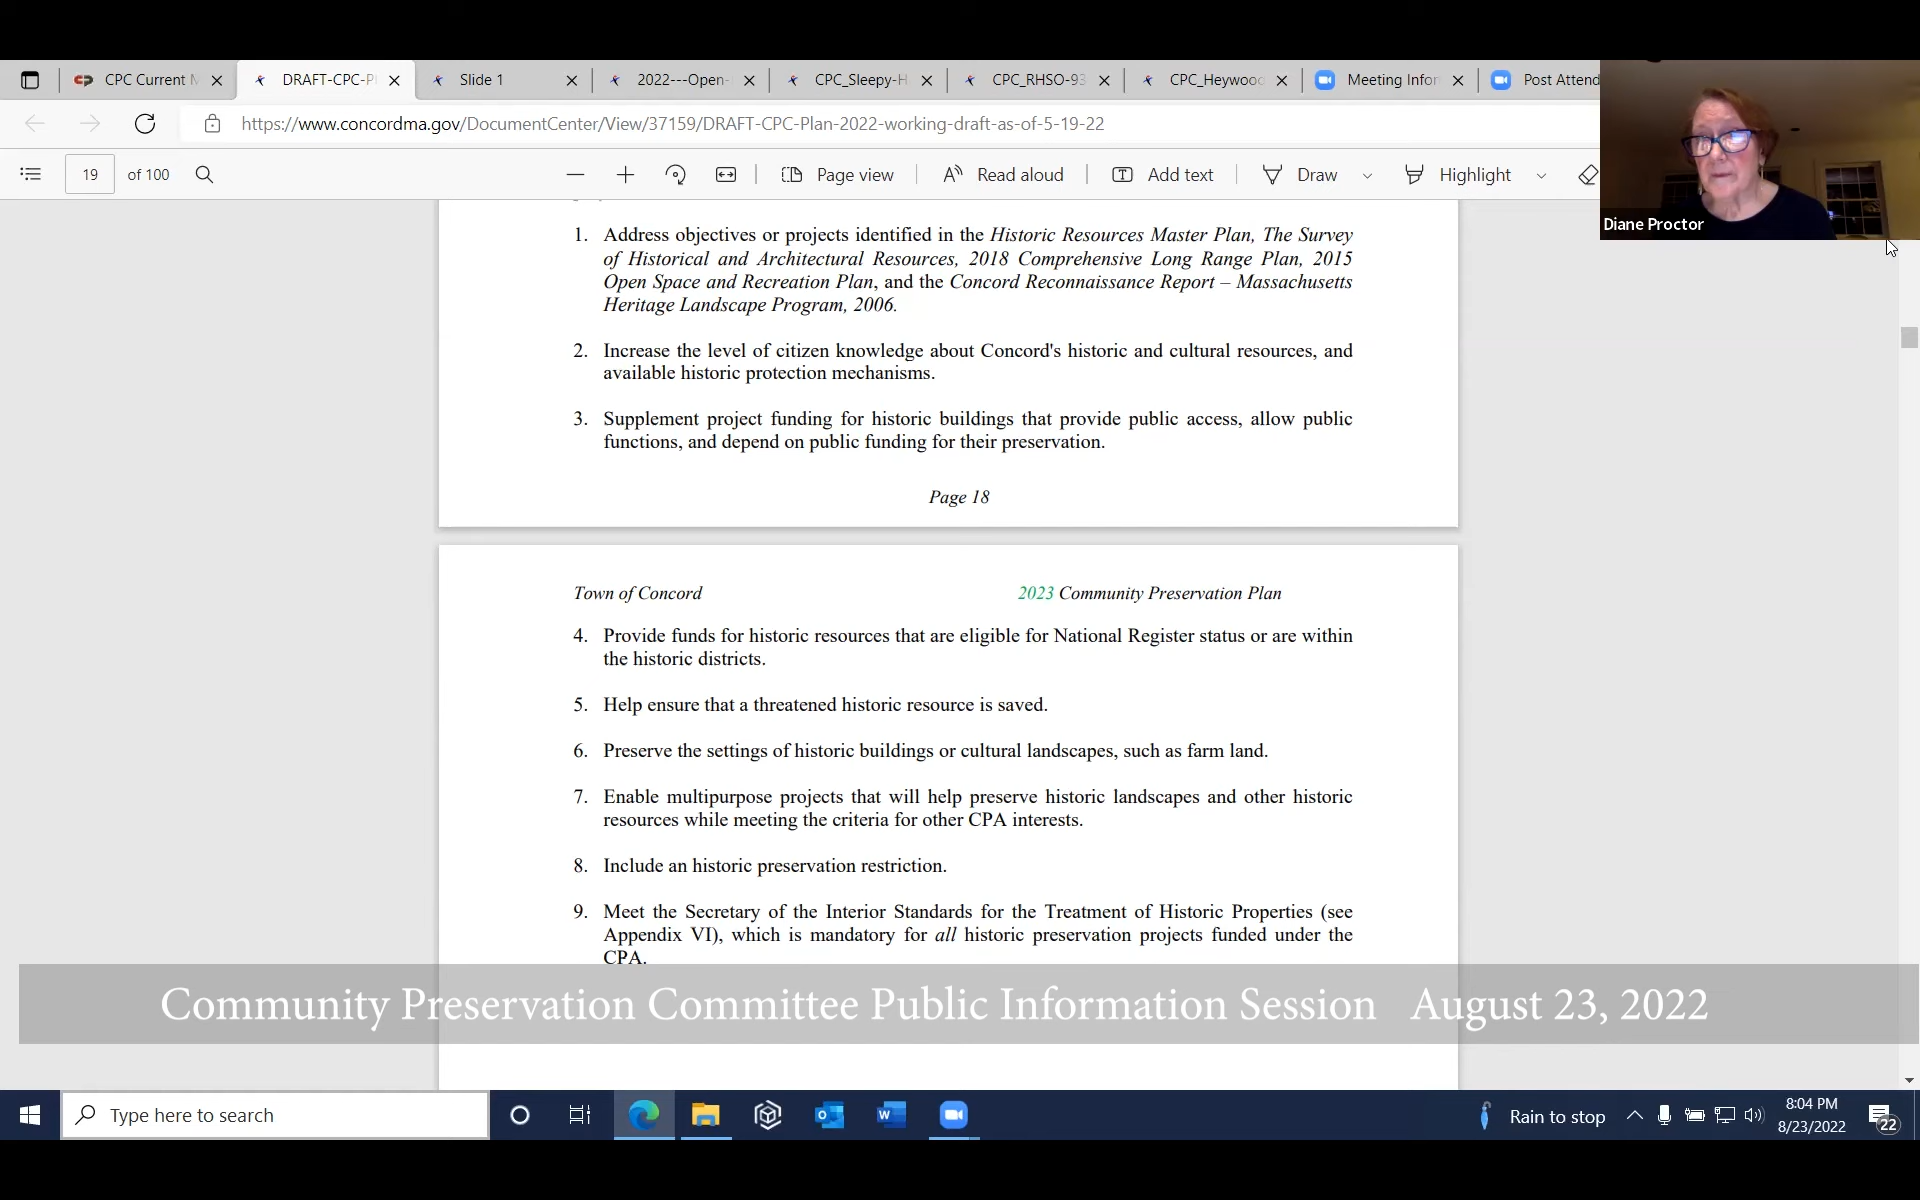 CPC Current M
DRAFT-CPC-P
Slide 1
2022---Open-
CPC_Sleepy-H
CPC_RHSO-93
CPC_Heywood
Meeting Infor
Post Attend
https://www.concordma.gov/DocumentCenter/View/37159/DRAFT-CPC-Plan-2022-working-draft-as-of-5-19-22
19 of 100
Page view
Read aloud
Add text
Draw
Highlight
Diane Proctor
1. Address objectives or projects identified in the Historic Resources Master Plan, The Survey
of Historical and Architectural Resources, 2018 Comprehensive Long Range Plan, 2015
Open Space and Recreation Plan, and the Concord Reconnaissance Report – Massachusetts
Heritage Landscape Program, 2006.
2. Increase the level of citizen knowledge about Concord's historic and cultural resources, and
available historic protection mechanisms.
3. Supplement project funding for historic buildings that provide public access, allow public
functions, and depend on public funding for their preservation.
Page 18
Town of Concord
2023 Community Preservation Plan
4. Provide funds for historic resources that are eligible for National Register status or are within
the historic districts.
5. Help ensure that a threatened historic resource is saved.
6. Preserve the settings of historic buildings or cultural landscapes, such as farm land.
7. Enable multipurpose projects that will help preserve historic landscapes and other historic
resources while meeting the criteria for other CPA interests.
8. Include an historic preservation restriction.
9. Meet the Secretary of the Interior Standards for the Treatment of Historic Properties (see
Appendix VI), which is mandatory for all historic preservation projects funded under the
CPA.
Community Preservation Committee Public Information Session August 23, 2022
Type here to search
Rain to stop
8:04 PM
8/23/2022
22